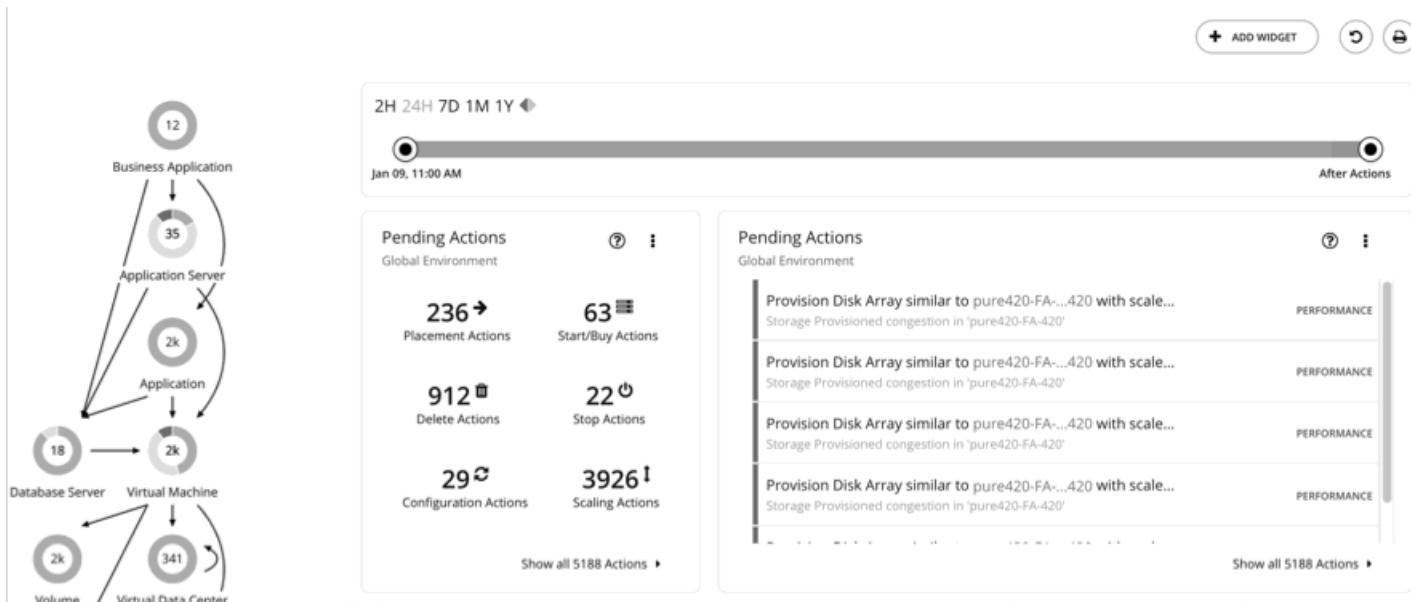 + ADD WIDGET
2H 24H 7D 1M 1Y
Jan 09, 11:00 AM
After Actions
12
Business Application
35
Application Server
2k
Application
18
Database Server
2k
Virtual Machine
2k
Volume
341
Virtual Data Center
Pending Actions
Global Environment
236
Placement Actions
63
Start/Buy Actions
912
Delete Actions
22
Stop Actions
29
Configuration Actions
3926
Scaling Actions
Show all 5188 Actions
Pending Actions
Global Environment
Provision Disk Array similar to pure420-FA-...420 with scale...
Storage Provisioned congestion in 'pure420-FA-420'
PERFORMANCE
Provision Disk Array similar to pure420-FA-...420 with scale...
Storage Provisioned congestion in 'pure420-FA-420'
PERFORMANCE
Provision Disk Array similar to pure420-FA-...420 with scale...
Storage Provisioned congestion in 'pure420-FA-420'
PERFORMANCE
Provision Disk Array similar to pure420-FA-...420 with scale...
Storage Provisioned congestion in 'pure420-FA-420'
PERFORMANCE
Show all 5188 Actions